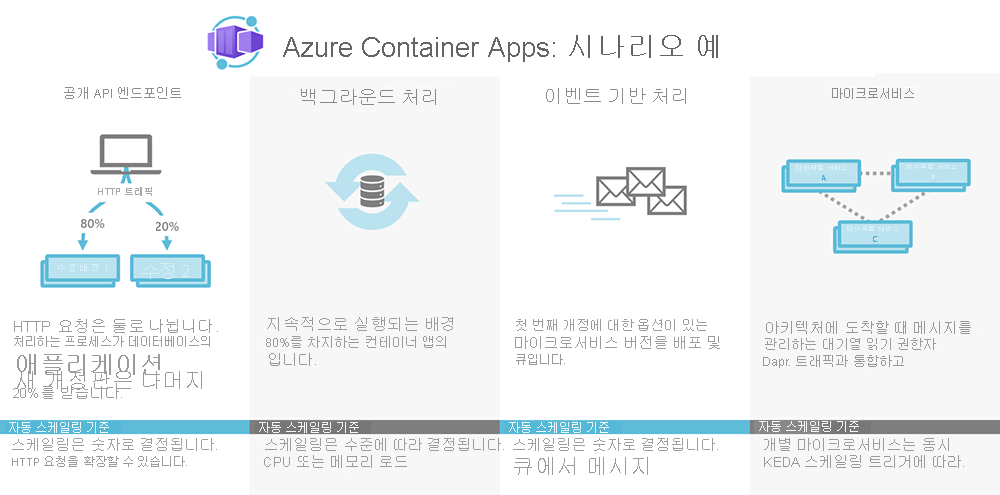 Azure Container Apps: 시나리오 예
공개 API 엔드포인트
HTTP 트래픽
80%
20%
수정 버전 1
수정 2
HTTP 요청은 둘로 나뉩니다.
처리하는 프로세스가 데이터베이스의
애플리케이션
새 개정판은 나머지
20%를 받습니다.
자동 스케일링 기준
스케일링은 숫자로 결정됩니다.
HTTP 요청을 확장할 수 있습니다.
백그라운드 처리
지속적으로 실행되는 배경
80%를 차지하는 컨테이너 앱의
입니다.
자동 스케일링 기준
스케일링은 수준에 따라 결정됩니다.
CPU 또는 메모리 로드
이벤트 기반 처리
첫 번째 개정에 대한 옵션이 있는
마이크로서비스 버전을 배포 및
큐입니다.
자동 스케일링 기준
스케일링은 숫자로 결정됩니다.
큐에서 메시지
마이크로서비스
마이크로 서비스
A
마이크로 서비스
마이크로 서비스
C
아키텍처에 도착할 때 메시지를
관리하는 대기열 읽기 권한자
Dapr. 트래픽과 통합하고
자동 스케일링 기준
개별 마이크로서비스는 동시
KEDA 스케일링 트리거에 따라.